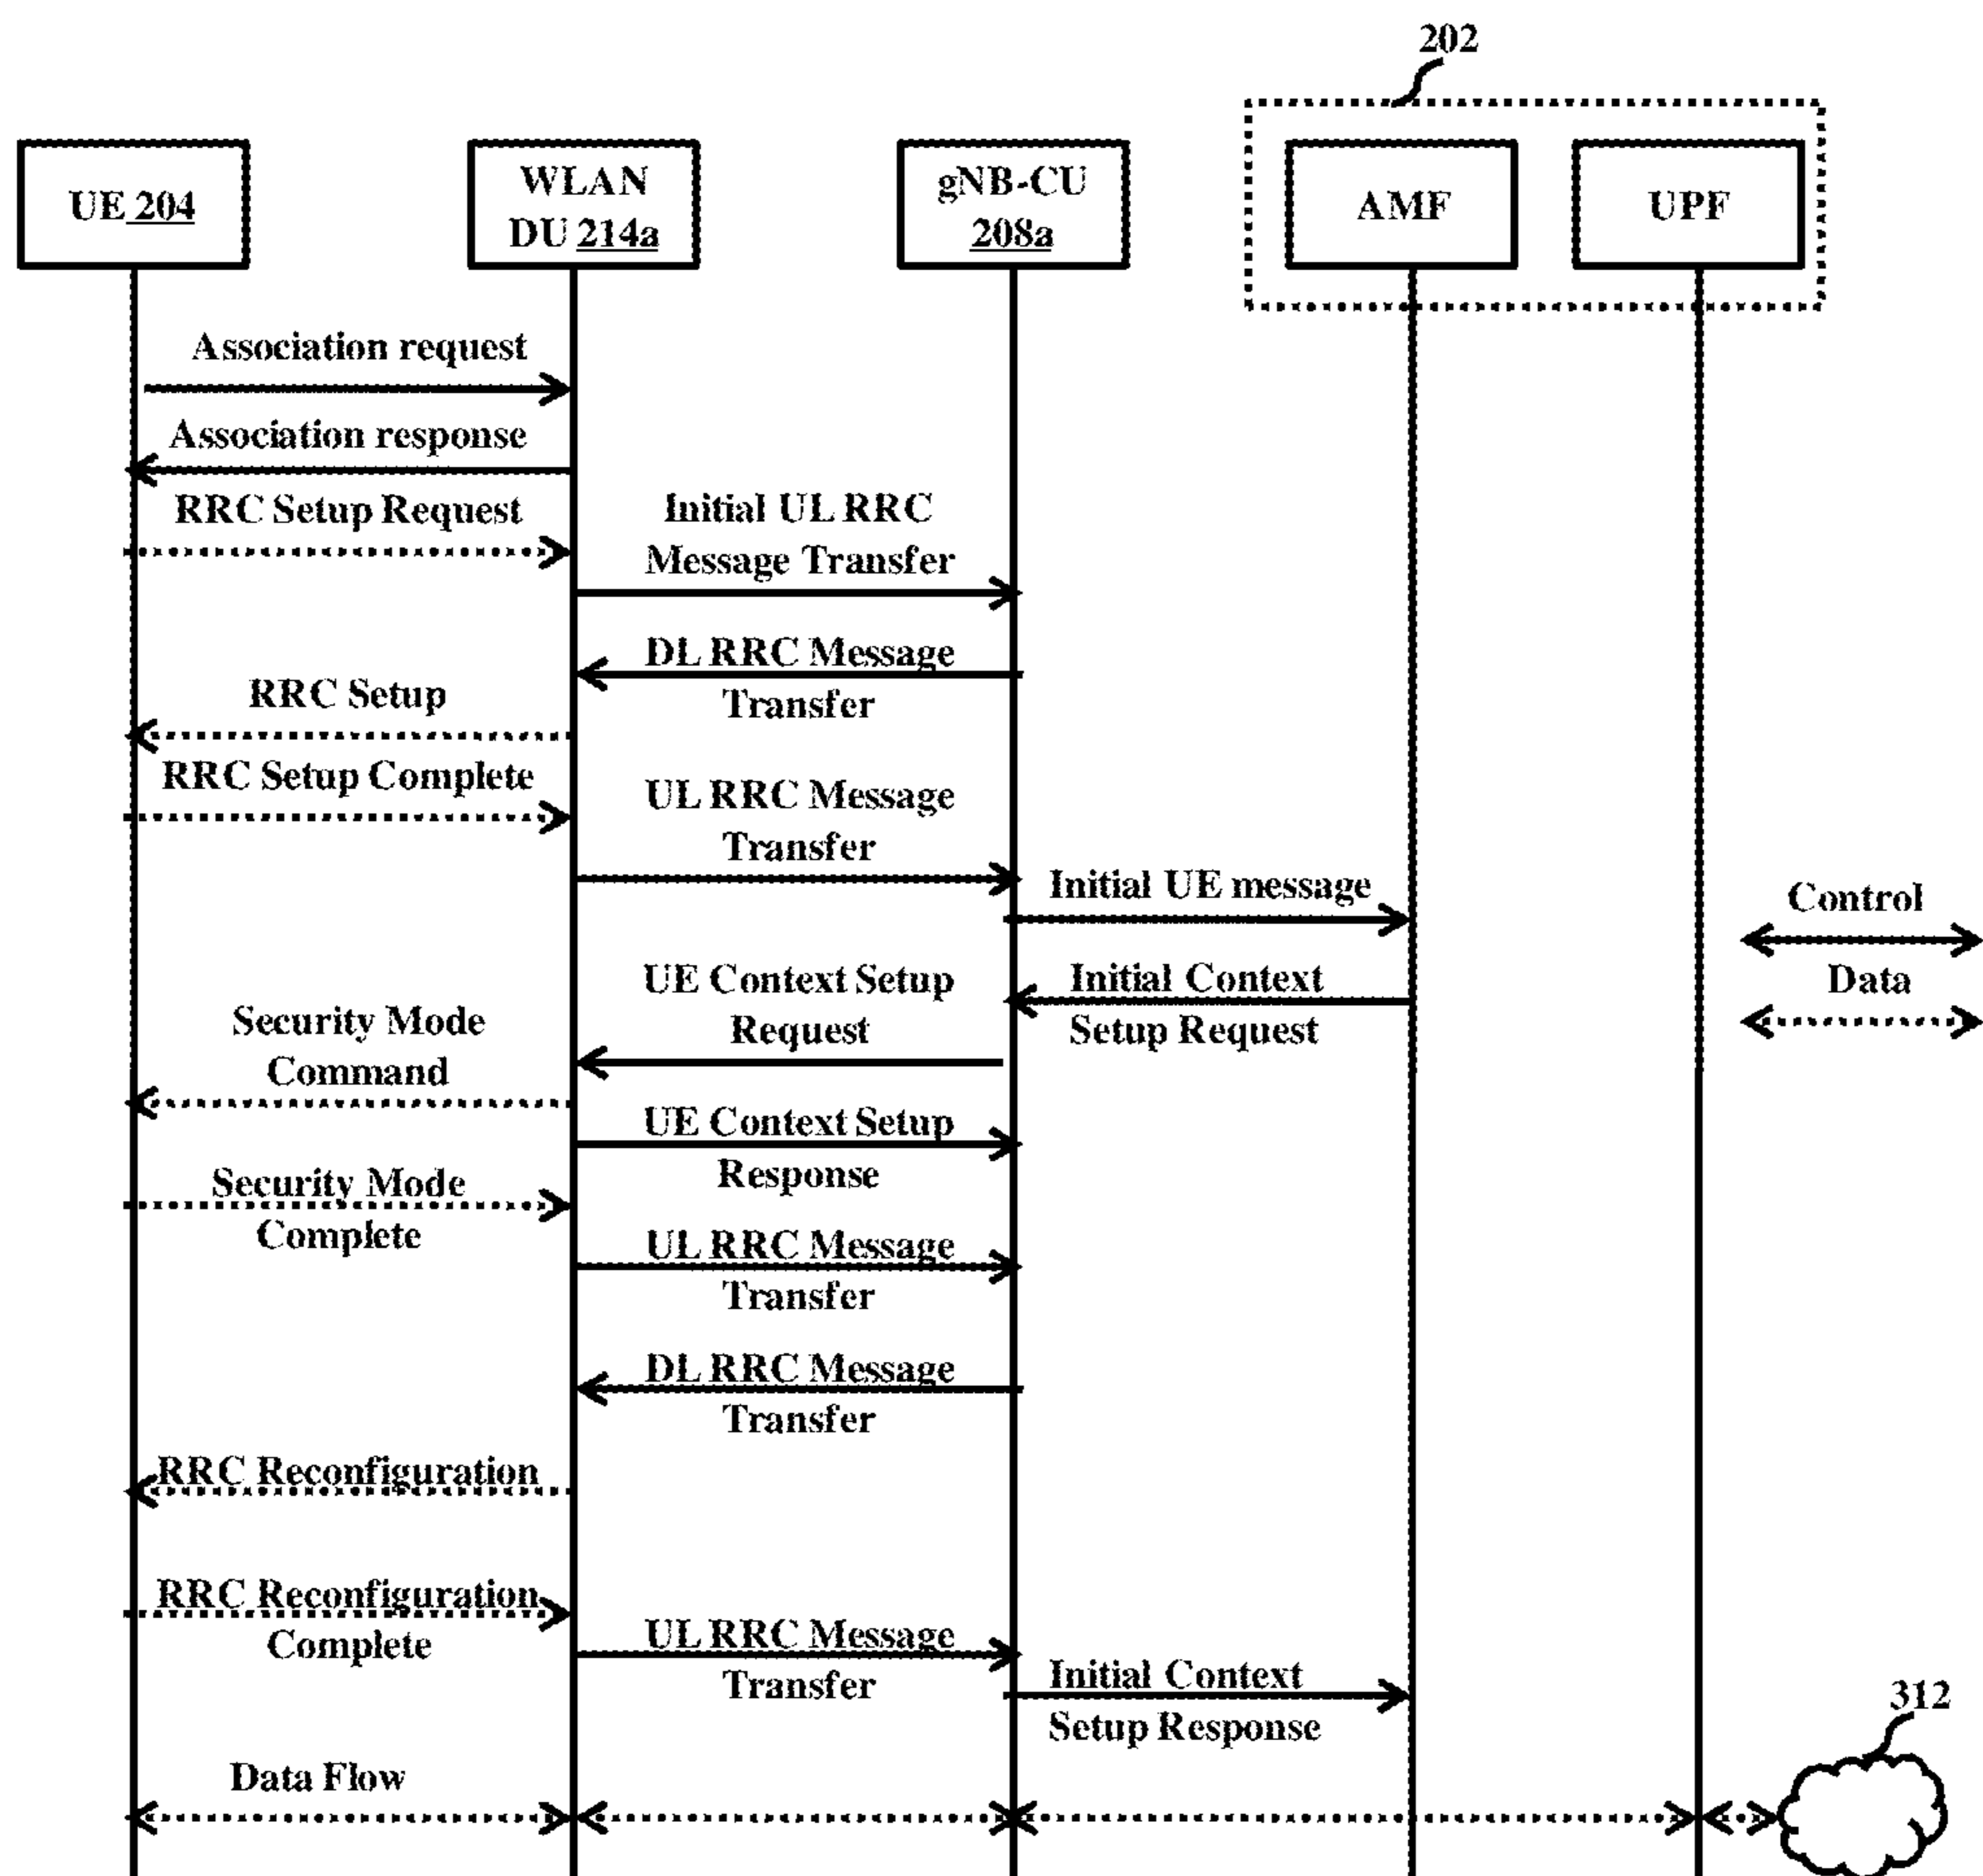 202
UE 204
WLAN
DU 214a
gNB-CU
208a
AMF
UPF
Association request
Association response
RRC Setup Request
Initial UL RRC
Message Transfer
DL RRC Message
Transfer
RRC Setup
RRC Setup Complete
UL RRC Message
Transfer
Initial UE message
Control
Data
Initial Context
Setup Request
UE Context Setup
Request
Security Mode
Command
UE Context Setup
Response
Security Mode
Complete
UL RRC Message
Transfer
DL RRC Message
Transfer
RRC Reconfiguration
RRC Reconfiguration
Complete
UL RRC Message
Transfer
Initial Context
Setup Response
312
Data Flow